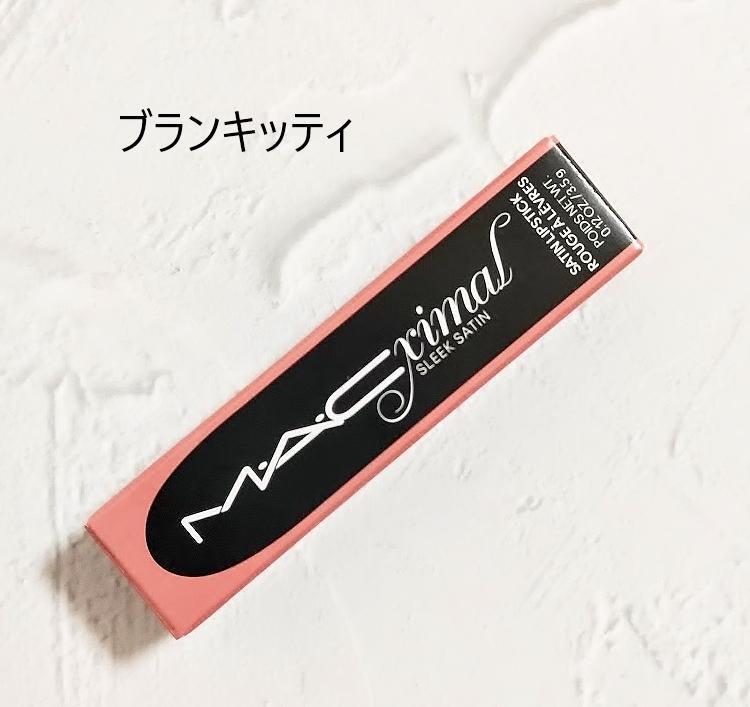 ブランキッティ
M·A·Cximal
SLEEK SATIN
SATIN LIPSTICK
ROUGE À LÈVRES
POIDS NET WT.
0.12 OZ / 3.5 g